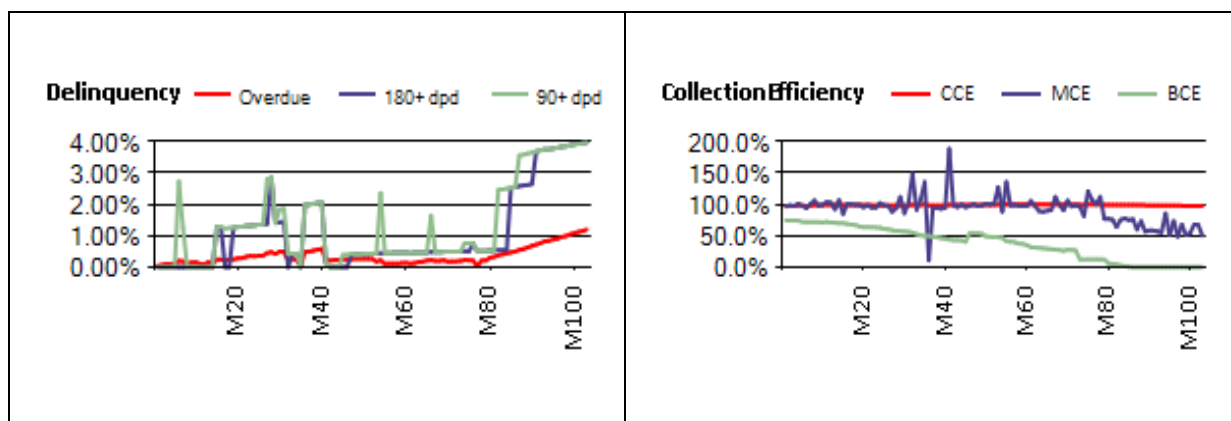 Delinquency Overdue 180+ dpd 90+ dpd
4.00%
3.00%
2.00%
1.00%
0.00%
M20
M40
M60
M80
M100
CollectionEfficiency CCE MCE BCE
200.0%
150.0%
100.0%
50.0%
0.0%
M20
M40
M60
M80
M100